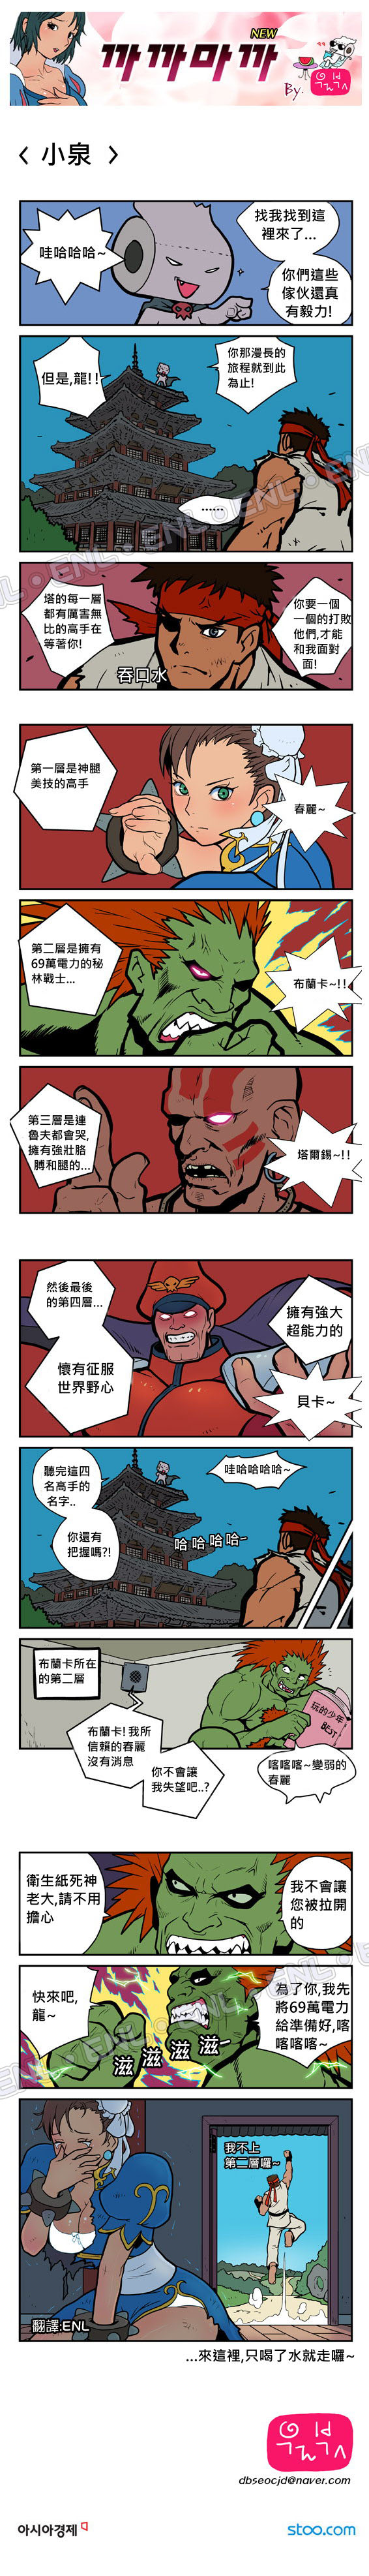 NEW
까까마까
By.
< 小泉 >
哇哈哈哈~
找我找到這
裡來了...
你們這些
傢伙還真
有毅力!
但是,龍!!
你那漫長的
旅程就到此
為止!
......
塔的每一層
都有厲害無
比的高手在
等著你!
你要一個
一個的打敗
他們,才能
和我面對
面!
吞口水
第一層是神腿
美技的高手
春麗~
第二層是擁有
69萬電力的秘
林戰士...
布蘭卡~!!
第三層是連
魯夫都會哭,
擁有強壯胳
膊和腿的...
塔爾錫~!!
然後最後
的第四層...
懷有征服
世界野心
擁有強大
超能力的
貝卡~
聽完這四
名高手的
名字..
你還有
把握嗎?!
哇哈哈哈哈~
哈哈哈哈~
布蘭卡所在
的第二層
布蘭卡!我所
信賴的春麗
沒有消息
你不會讓
我失望吧..?
玩的少年
BEST
喀喀喀~變弱的
春麗
衛生紙死神
老大,請不用
擔心
我不會讓
您被拉開
的
快來吧,
龍~
為了你,我先
將69萬電力
給準備好,喀
喀喀喀~
滋滋滋滋~
我不上
第二層囉~
翻譯:ENL
...來這裡,只喝了水就走囉~
dbseocjd@naver.com
아시아경제
stoo.com
ENL